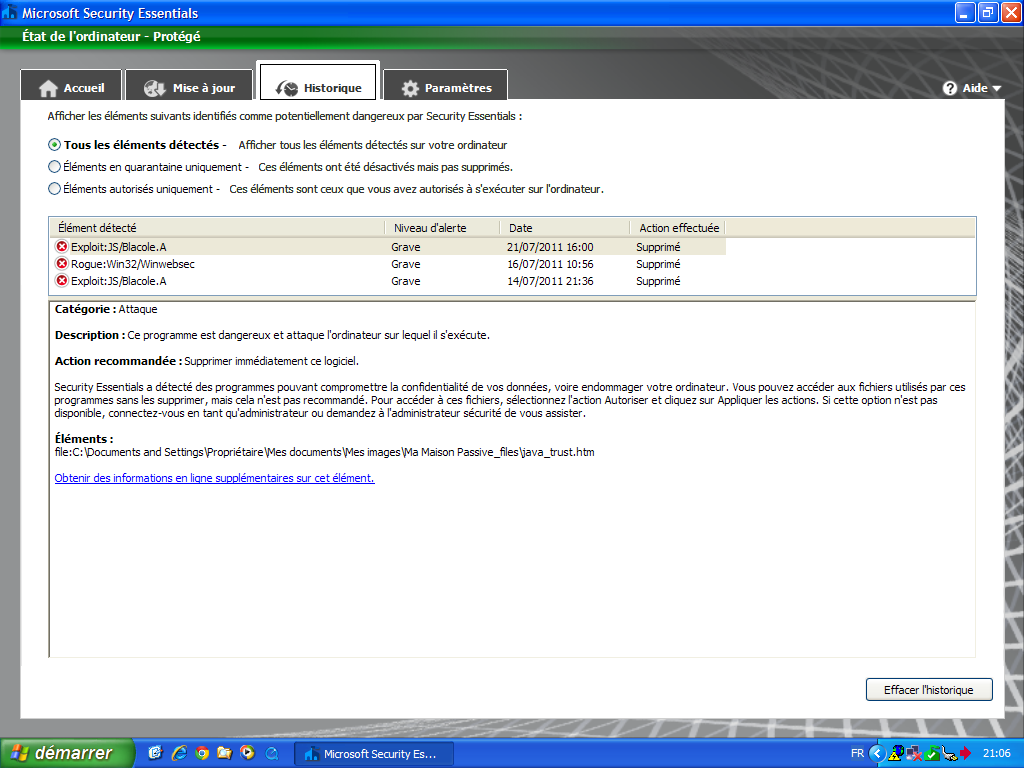 Microsoft Security Essentials
État de l'ordinateur - Protégé
Accueil
Mise à jour
Historique
Paramètres
? Aide
Afficher les éléments suivants identifiés comme potentiellement dangereux par Security Essentials :
Tous les éléments détectés - Afficher tous les éléments détectés sur votre ordinateur
Éléments en quarantaine uniquement - Ces éléments ont été désactivés mais pas supprimés.
Éléments autorisés uniquement - Ces éléments sont ceux que vous avez autorisés à s'exécuter sur l'ordinateur.
Élément détecté Niveau d'alerte Date Action effectuée
Exploit:JS/Blacole.A Grave 21/07/2011 16:00 Supprimé
Rogue:Win32/Winwebsec Grave 16/07/2011 10:56 Supprimé
Exploit:JS/Blacole.A Grave 14/07/2011 21:36 Supprimé
Catégorie : Attaque
Description : Ce programme est dangereux et attaque l'ordinateur sur lequel il s'exécute.
Action recommandée : Supprimer immédiatement ce logiciel.
Security Essentials a détecté des programmes pouvant compromettre la confidentialité de vos données, voire endommager votre ordinateur. Vous pouvez accéder aux fichiers utilisés par ces
programmes sans les supprimer, mais cela n'est pas recommandé. Pour accéder à ces fichiers, sélectionnez l'action Autoriser et cliquez sur Appliquer les actions. Si cette option n'est pas
disponible, connectez-vous en tant qu'administrateur ou demandez à l'administrateur sécurité de vous assister.
Éléments :
file:C:\Documents and Settings\Propriétaire\Mes documents\Mes images\Ma Maison Passive_files\java_trust.htm
Obtenir des informations en ligne supplémentaires sur cet élément.
Effacer l'historique
démarrer
Microsoft Security Es...
FR
21:06